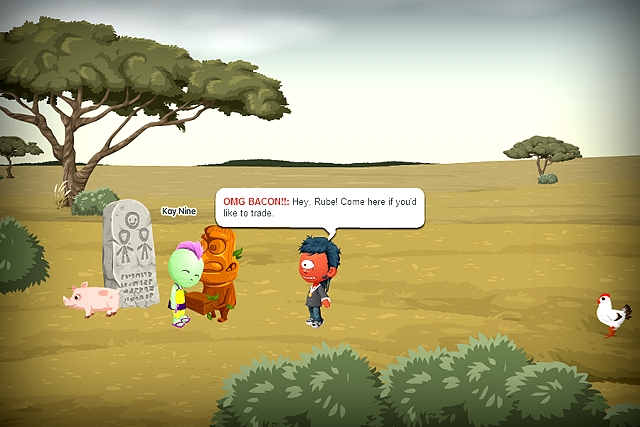 Kay Nine
OMG BACON!!: Hey, Rube! Come here if you'd
like to trade.